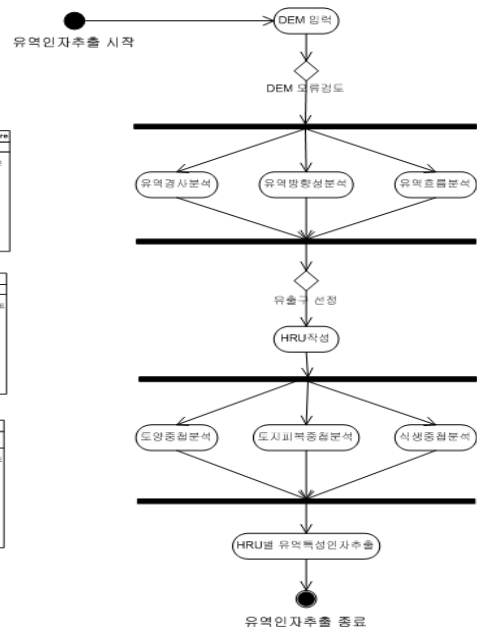 DEM 입력
유역인자추출 시작
DEM 오류검토
유역경사분석
유역방향성분석
유역흐름분석
유출구 선정
HRU작성
토양중첩분석
토지피복중첩분석
식생중첩분석
HRU별 유역특성인자추출
유역인자추출 종료